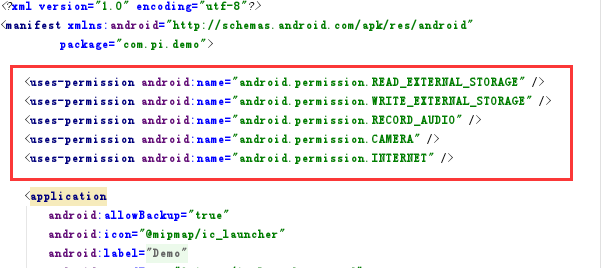 <?xml version="1.0" encoding="utf-8"?>
<manifest xmlns:android="http://schemas.android.com/apk/res/android"
package="com.pi.demo">
<uses-permission android:name="android.permission.READ_EXTERNAL_STORAGE" />
<uses-permission android:name="android.permission.WRITE_EXTERNAL_STORAGE" />
<uses-permission android:name="android.permission.RECORD_AUDIO" />
<uses-permission android:name="android.permission.CAMERA" />
<uses-permission android:name="android.permission.INTERNET" />
<application
android:allowBackup="true"
android:icon="@mipmap/ic_launcher"
android:label="Demo"